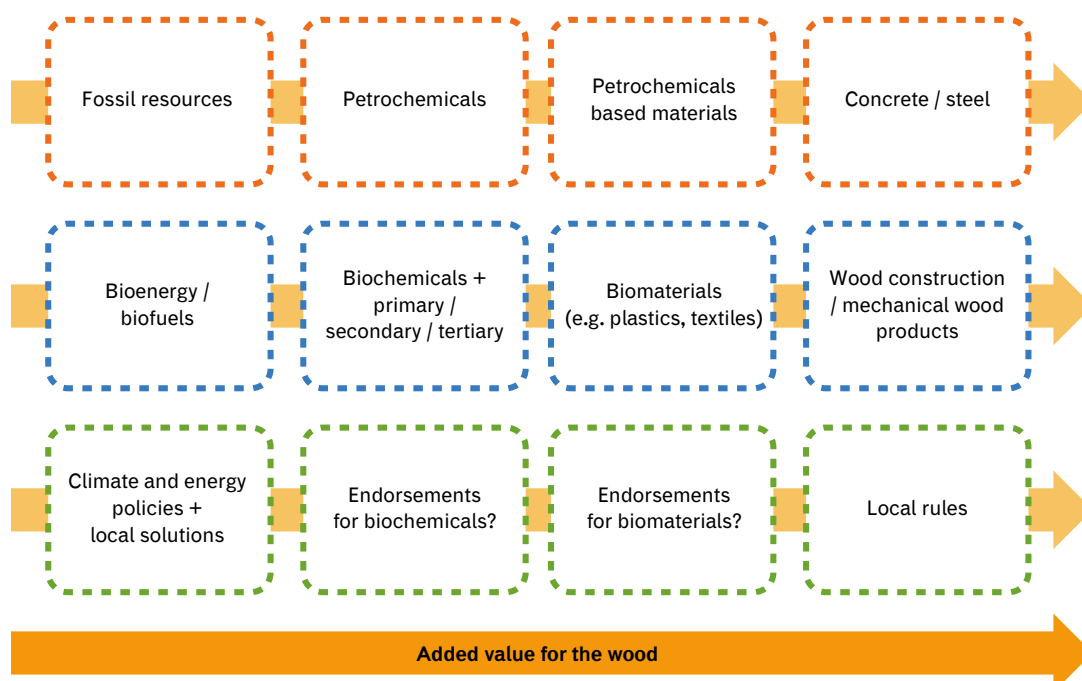 Fossil resources
Petrochemicals
Petrochemicals
based materials
Concrete / steel
Bioenergy /
biofuels
Biochemicals +
primary /
secondary / tertiary
Biomaterials
(e.g. plastics, textiles)
Wood construction
/ mechanical wood
products
Climate and energy
policies +
local solutions
Endorsements
for biochemicals?
Endorsements
for biomaterials?
Local rules
Added value for the wood